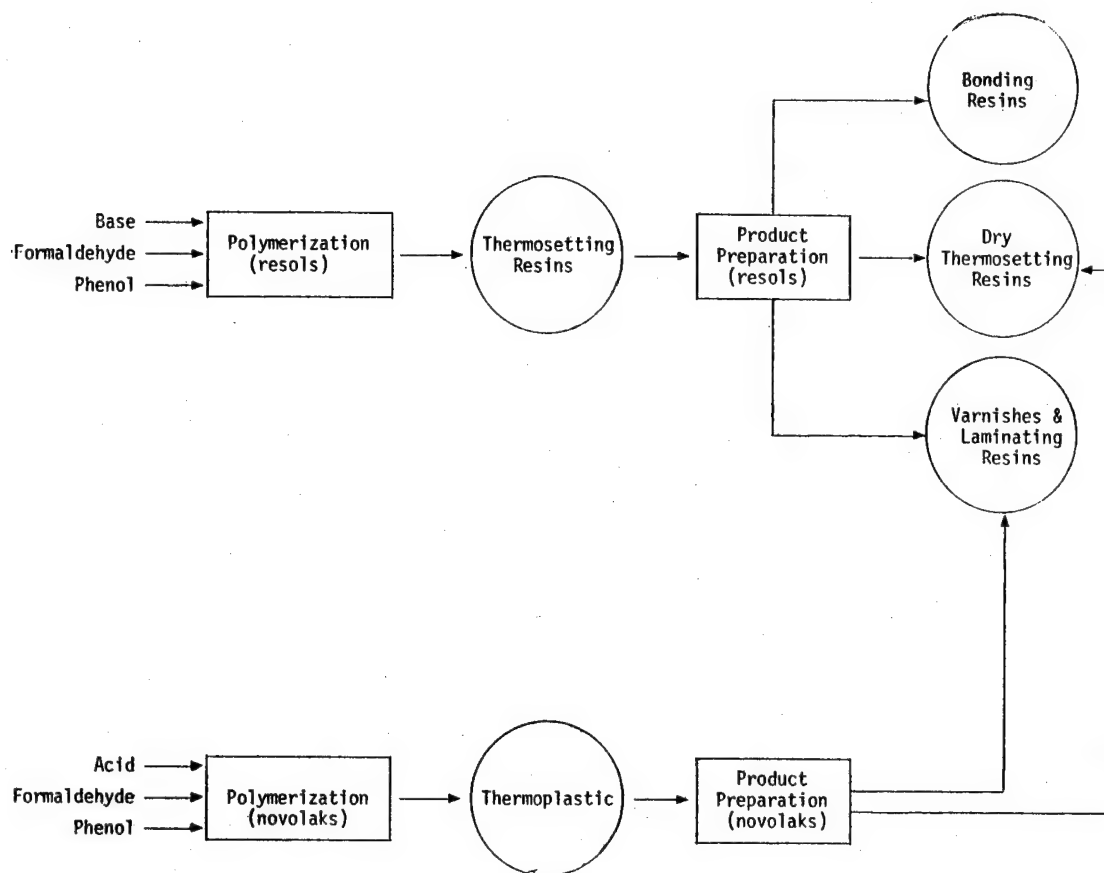 Bonding
Resins
Base
Formaldehyde
Phenol
Polymerization
(resols)
Thermosetting
Resins
Product
Preparation
(resols)
Dry
Thermosetting
Resins
Varnishes &
Laminating
Resins
Acid
Formaldehyde
Phenol
Polymerization
(novolaks)
Thermoplastic
Product
Preparation
(novolaks)